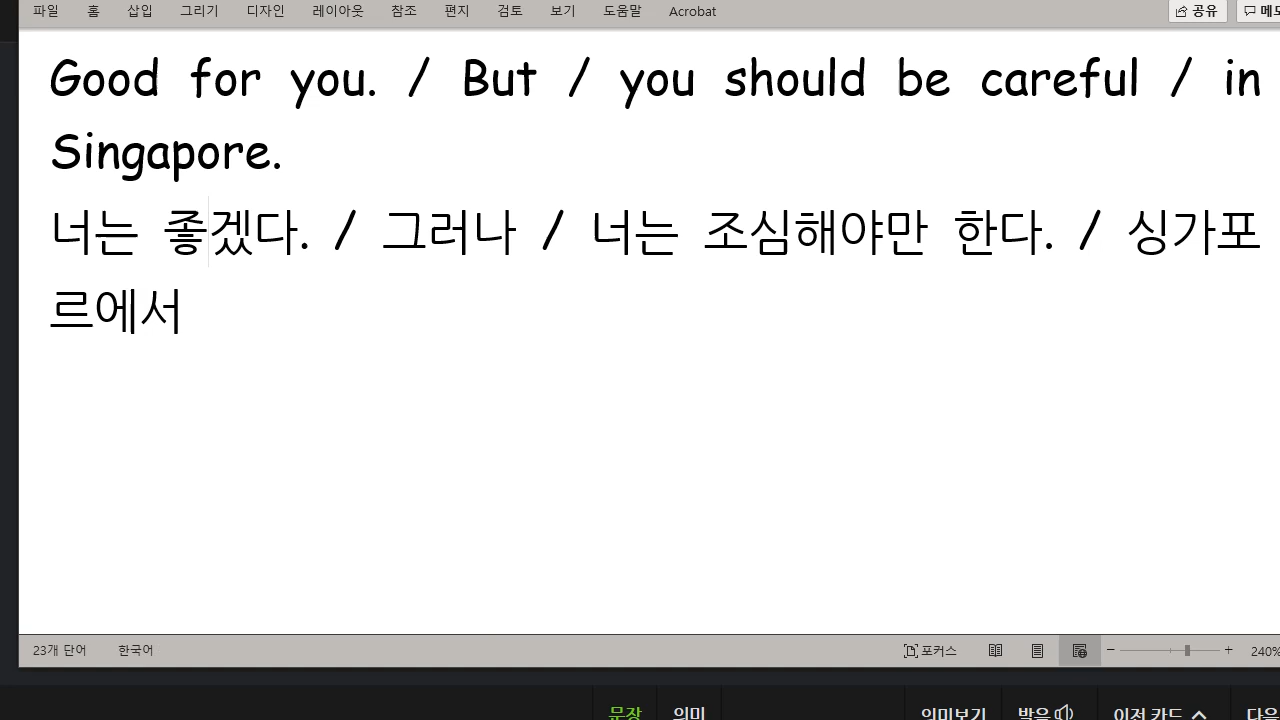 파일 홈 삽입 그리기 디자인 레이아웃 참조 편지 검토 보기 도움말 Acrobat 공유
Good for you. / But / you should be careful / in
Singapore.
너는 좋겠다. / 그러나 / 너는 조심해야만 한다. / 싱가포
르에서
23개 단어 한국어 포커스 240%
문장 의미 의미보기 발음 이전 카드 다음